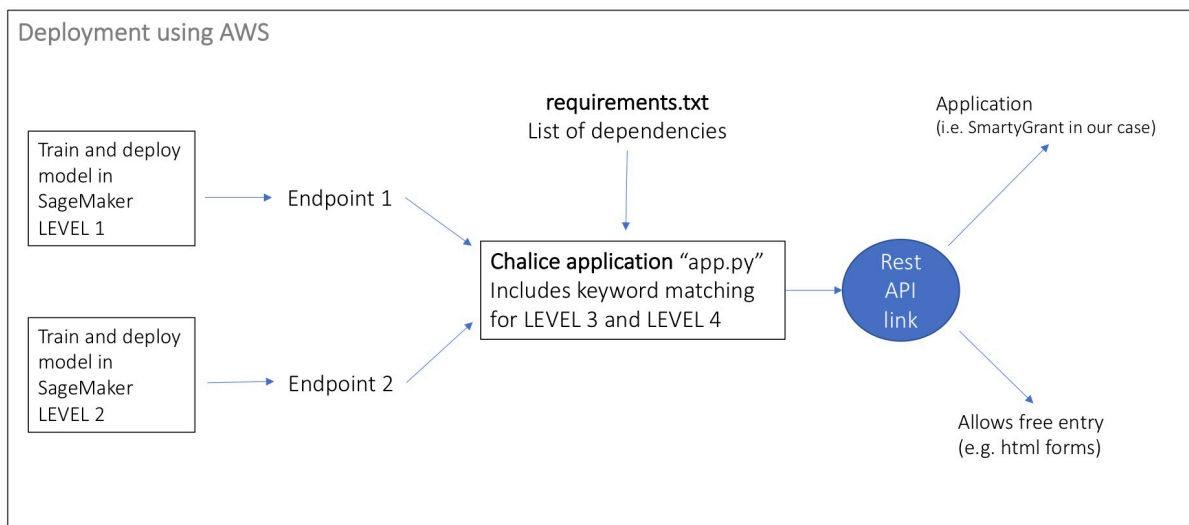 Deployment using AWS
Train and deploy
model in
SageMaker
LEVEL 1
Endpoint 1
Train and deploy
model in
SageMaker
LEVEL 2
Endpoint 2
requirements.txt
List of dependencies
Chalice application “app.py”
Includes keyword matching
for LEVEL 3 and LEVEL 4
Rest
API
link
Application
(i.e. SmartyGrant in our case)
Allows free entry
(e.g. html forms)